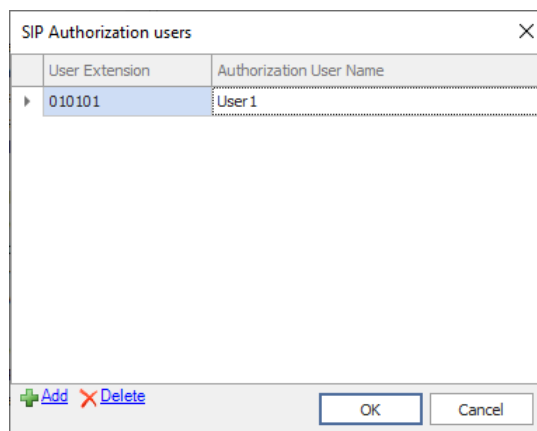 SIP Authorization users
User Extension Authorization User Name
010101 User1
Add Delete OK Cancel